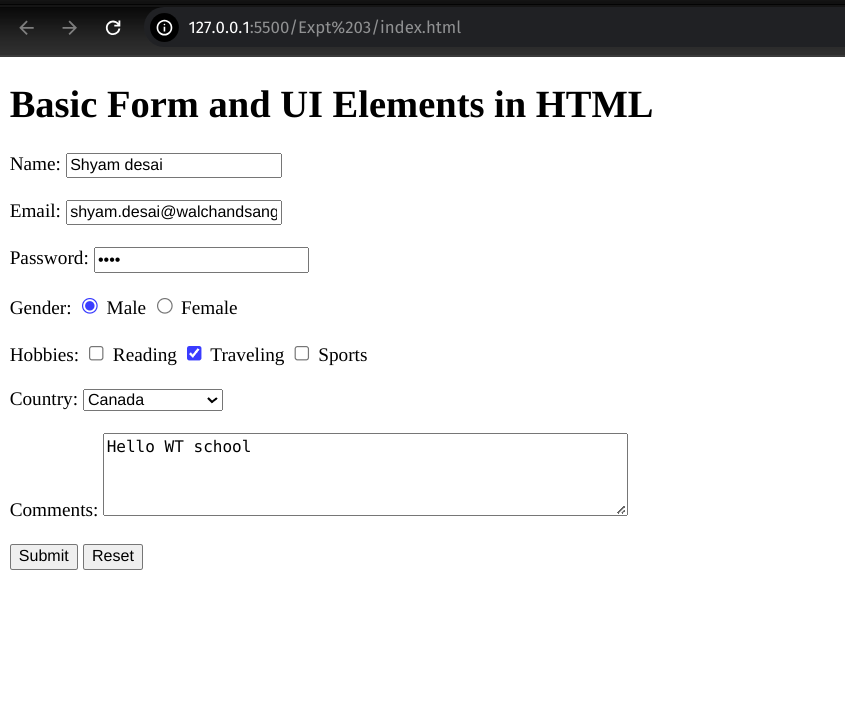 127.0.0.1:5500/Expt%203/index.html
Basic Form and UI Elements in HTML
Name: Shyam desai
Email: shyam.desai@walchandsang
Password: ••••
Gender: Male Female
Hobbies: Reading Traveling Sports
Country: Canada
Hello WT school
Comments:
Submit Reset